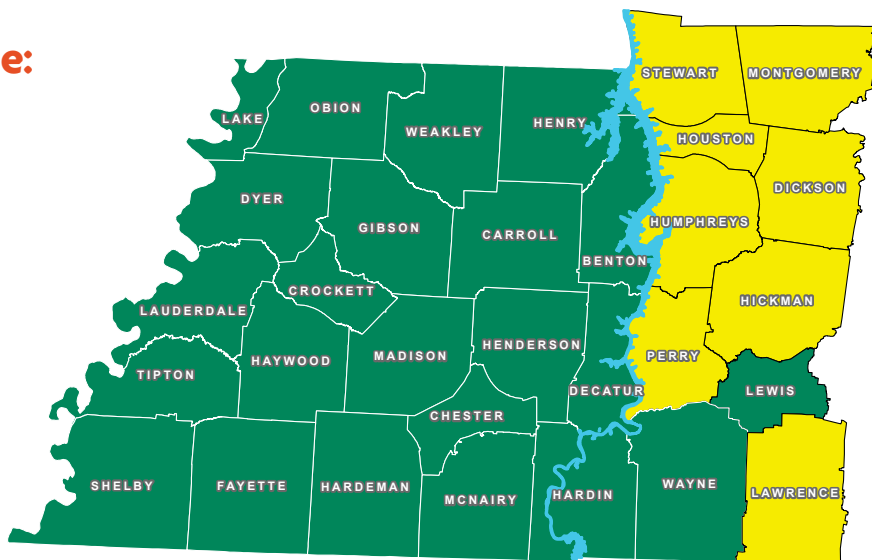 e:
STEWART
MONTGOMERY
LAKE
OBION
WEAKLEY
HENRY
HOUSTON
DYER
GIBSON
CARROLL
BENTON
HUMPHREYS
DICKSON
LAUDERDALE
CROCKETT
HICKMAN
TIPTON
HAYWOOD
MADISON
HENDERSON
PERRY
DECATUR
LEWIS
CHESTER
SHELBY
FAYETTE
HARDEMAN
MCNAIRY
HARDIN
WAYNE
LAWRENCE